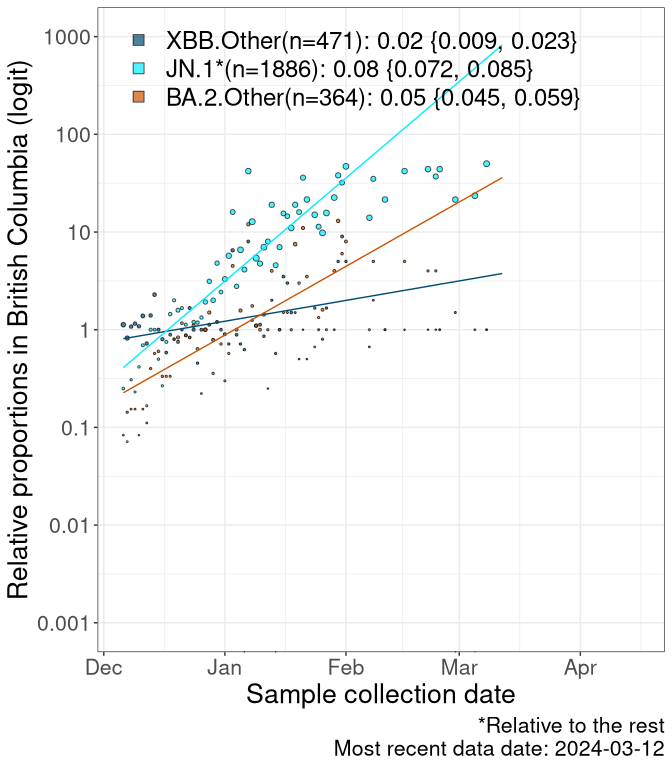 XBB.Other(n=471): 0.02 {0.009, 0.023}
JN.1*(n=1886): 0.08 {0.072, 0.085}
BA.2.Other(n=364): 0.05 {0.045, 0.059}
Relative proportions in British Columbia (logit)
1000
100
10
1
0.1
0.01
0.001
Dec Jan Feb Mar Apr
Sample collection date
*Relative to the rest
Most recent data date: 2024-03-12